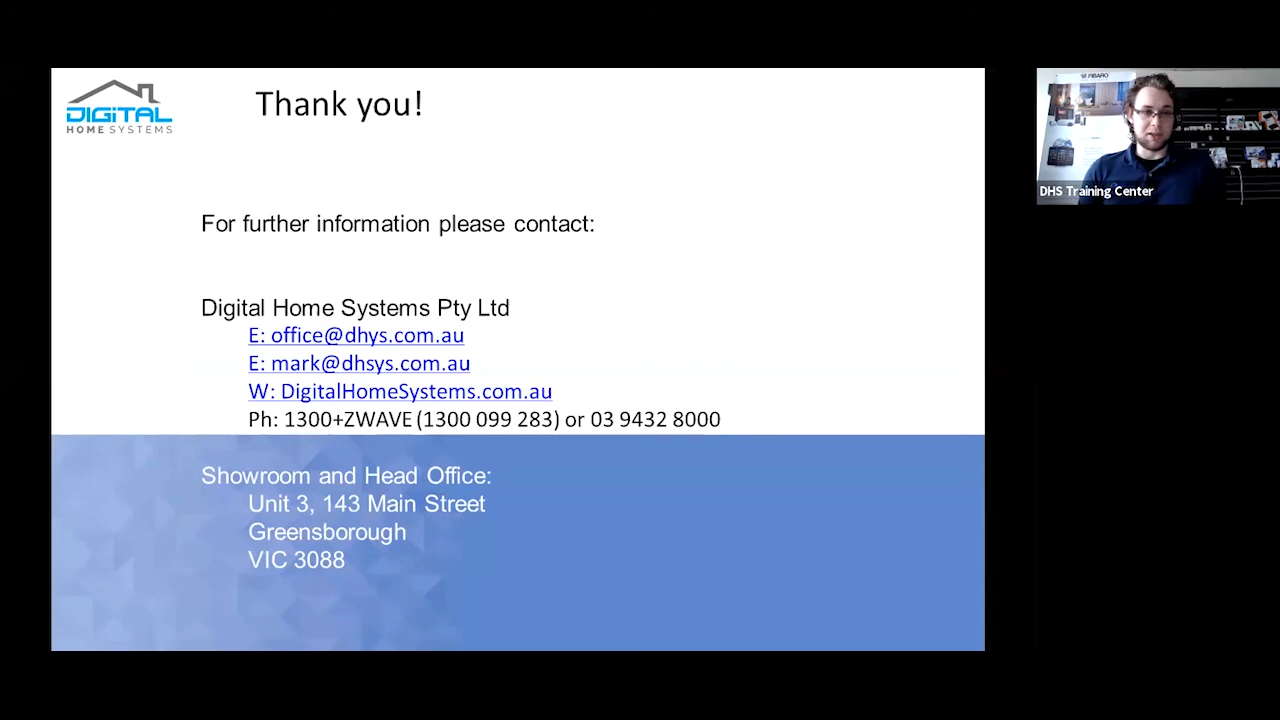 DIGITAL
HOME SYSTEMS
Thank you!
For further information please contact:
Digital Home Systems Pty Ltd
E: office@dhys.com.au
E: mark@dhsys.com.au
W: DigitalHomeSystems.com.au
Ph: 1300+ZWAVE (1300 099 283) or 03 9432 8000
Showroom and Head Office:
Unit 3, 143 Main Street
Greensborough
VIC 3088
FIBARO
DHS Training Center